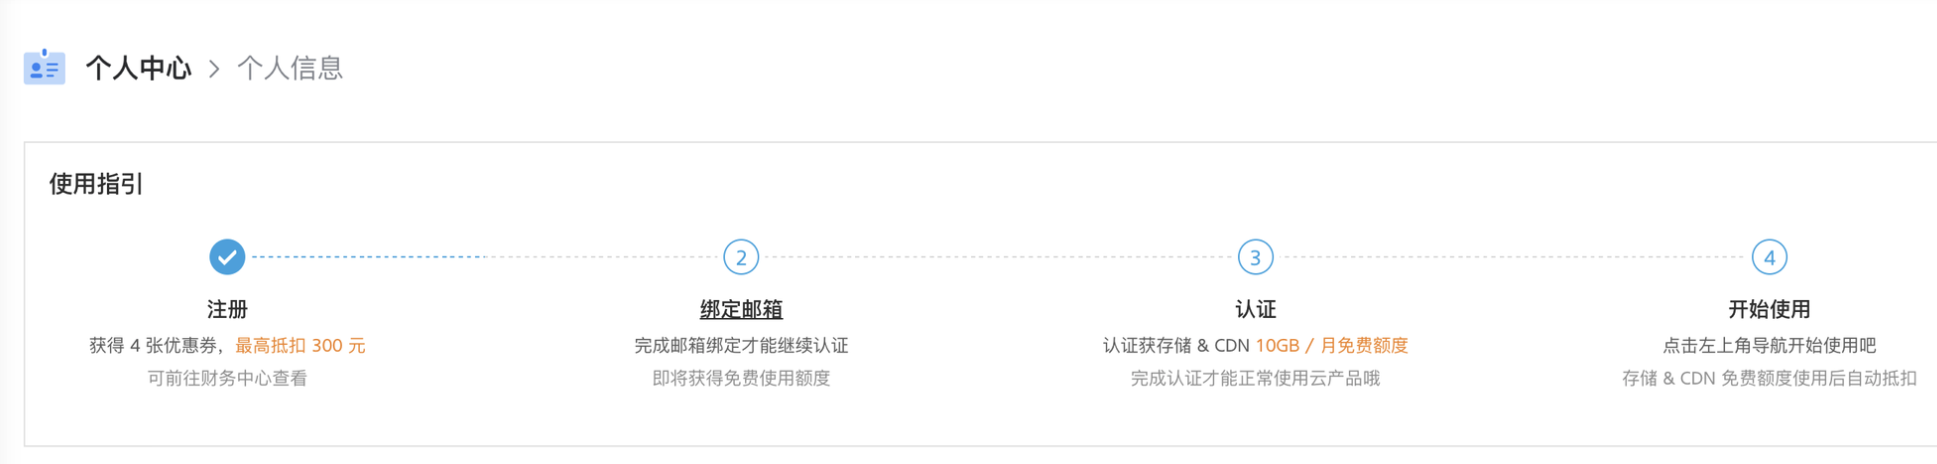 个人中心 > 个人信息
使用指引
2
3
4
注册
绑定邮箱
认证
开始使用
获得 4 张优惠券，最高抵扣 300 元
完成邮箱绑定才能继续认证
认证获存储 & CDN 10GB / 月免费额度
点击左上角导航开始使用吧
可前往财务中心查看
即将获得免费使用额度
完成认证才能正常使用云产品哦
存储 & CDN 免费额度使用后自动抵扣